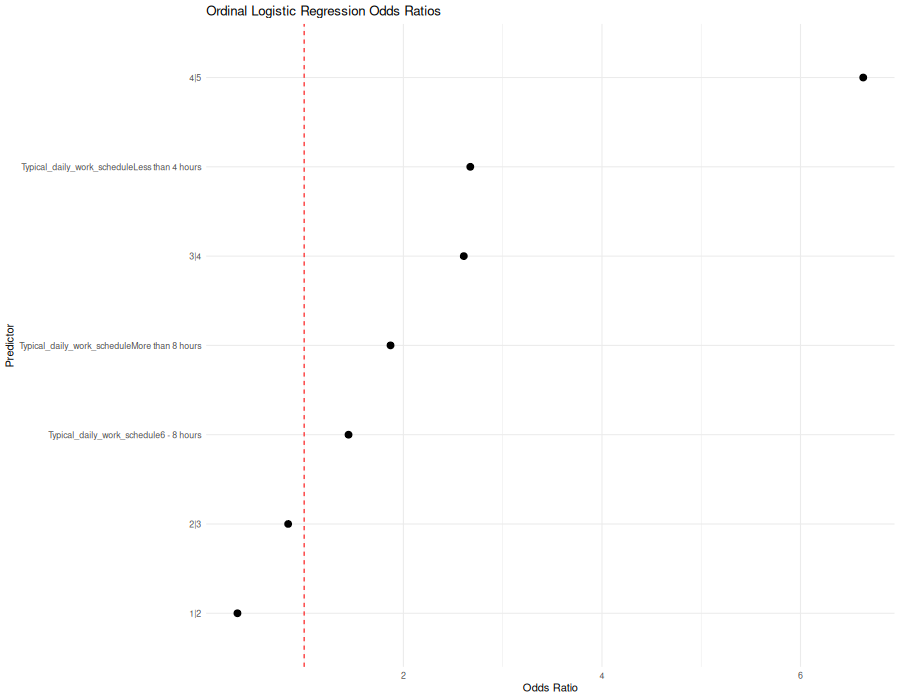 Ordinal Logistic Regression Odds Ratios
4|5
Typical_daily_work_scheduleLess than 4 hours
3|4
Typical_daily_work_scheduleMore than 8 hours
Typical_daily_work_schedule6 - 8 hours
2|3
1|2
Predictor
2 4 6
Odds Ratio